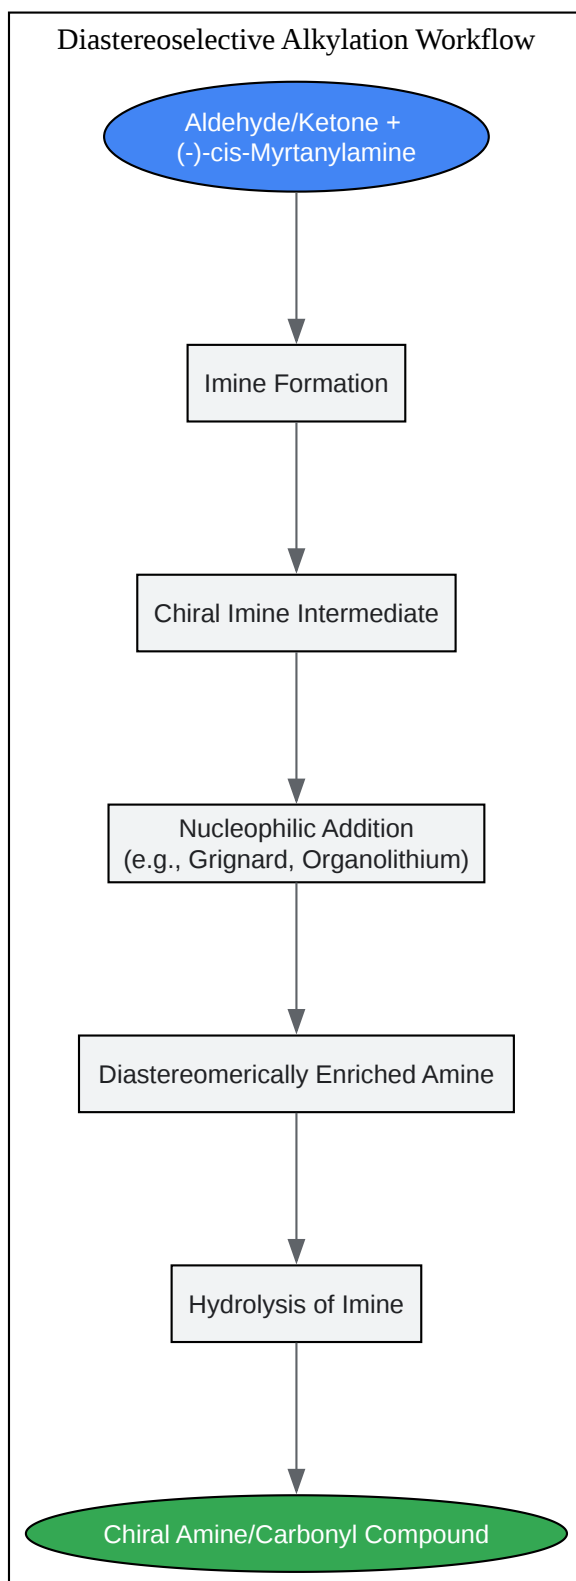 Diastereoselective Alkylation Workflow
Aldehyde/Ketone +
(-)-cis-Myrtanylamine
Imine Formation
Chiral Imine Intermediate
Nucleophilic Addition
(e.g., Grignard, Organolithium)
Diastereomerically Enriched Amine
Hydrolysis of Imine
Chiral Amine/Carbonyl Compound